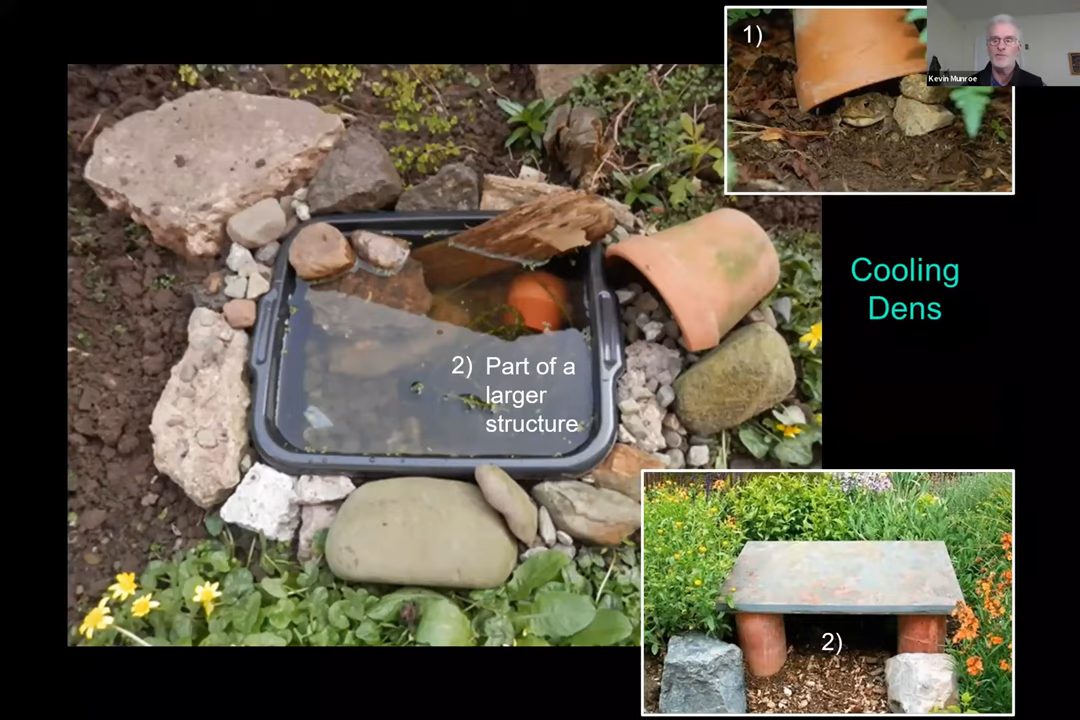 1)
Kevin Munroe
Cooling
Dens
2) Part of a
larger
structure
2)